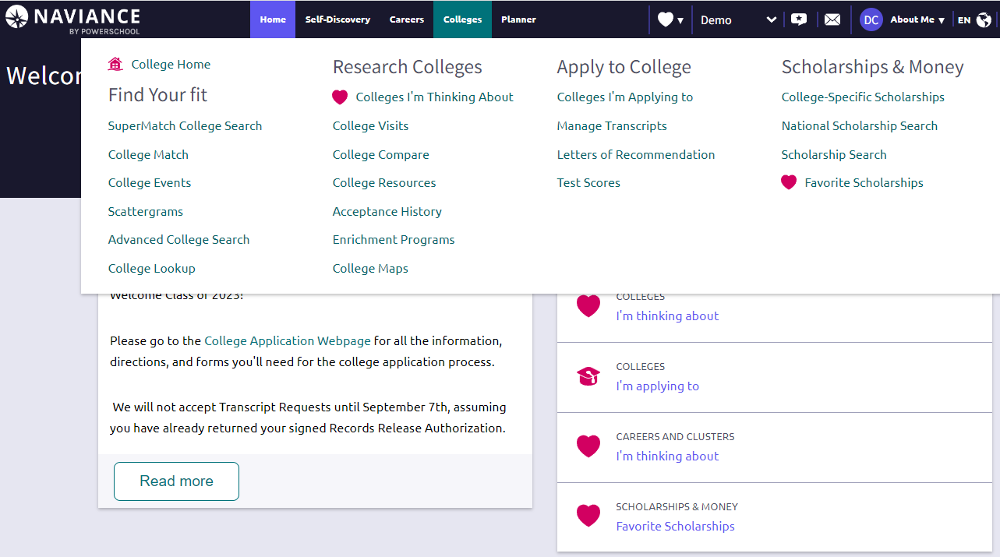 NAVIANCE
BY POWERSCHOOL
Home
Self-Discovery
Careers
Colleges
Planner
Demo
DC
About Me
EN
College Home
Find Your fit
SuperMatch College Search
College Match
College Events
Scattergrams
Advanced College Search
College Lookup
Research Colleges
Colleges I'm Thinking About
College Visits
College Compare
College Resources
Acceptance History
Enrichment Programs
College Maps
Apply to College
Colleges I'm Applying to
Manage Transcripts
Letters of Recommendation
Test Scores
Scholarships & Money
College-Specific Scholarships
National Scholarship Search
Scholarship Search
Favorite Scholarships
Welcome Class of 2023!
Please go to the College Application Webpage for all the information,
directions, and forms you'll need for the college application process.
We will not accept Transcript Requests until September 7th, assuming
you have already returned your signed Records Release Authorization.
Read more
COLLEGES
I'm thinking about
COLLEGES
I'm applying to
CAREERS AND CLUSTERS
I'm thinking about
SCHOLARSHIPS & MONEY
Favorite Scholarships